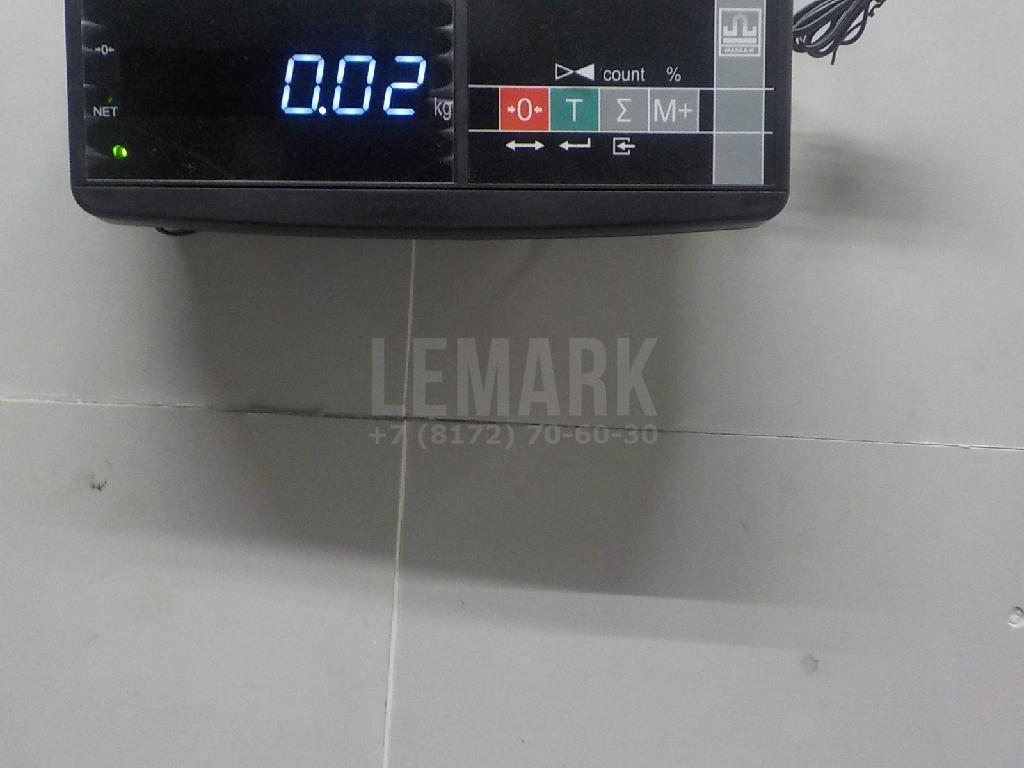 →0←
0.02 kg
NET
count %
→0← T Σ M+
LEMARK
+7 (8172) 70-60-30